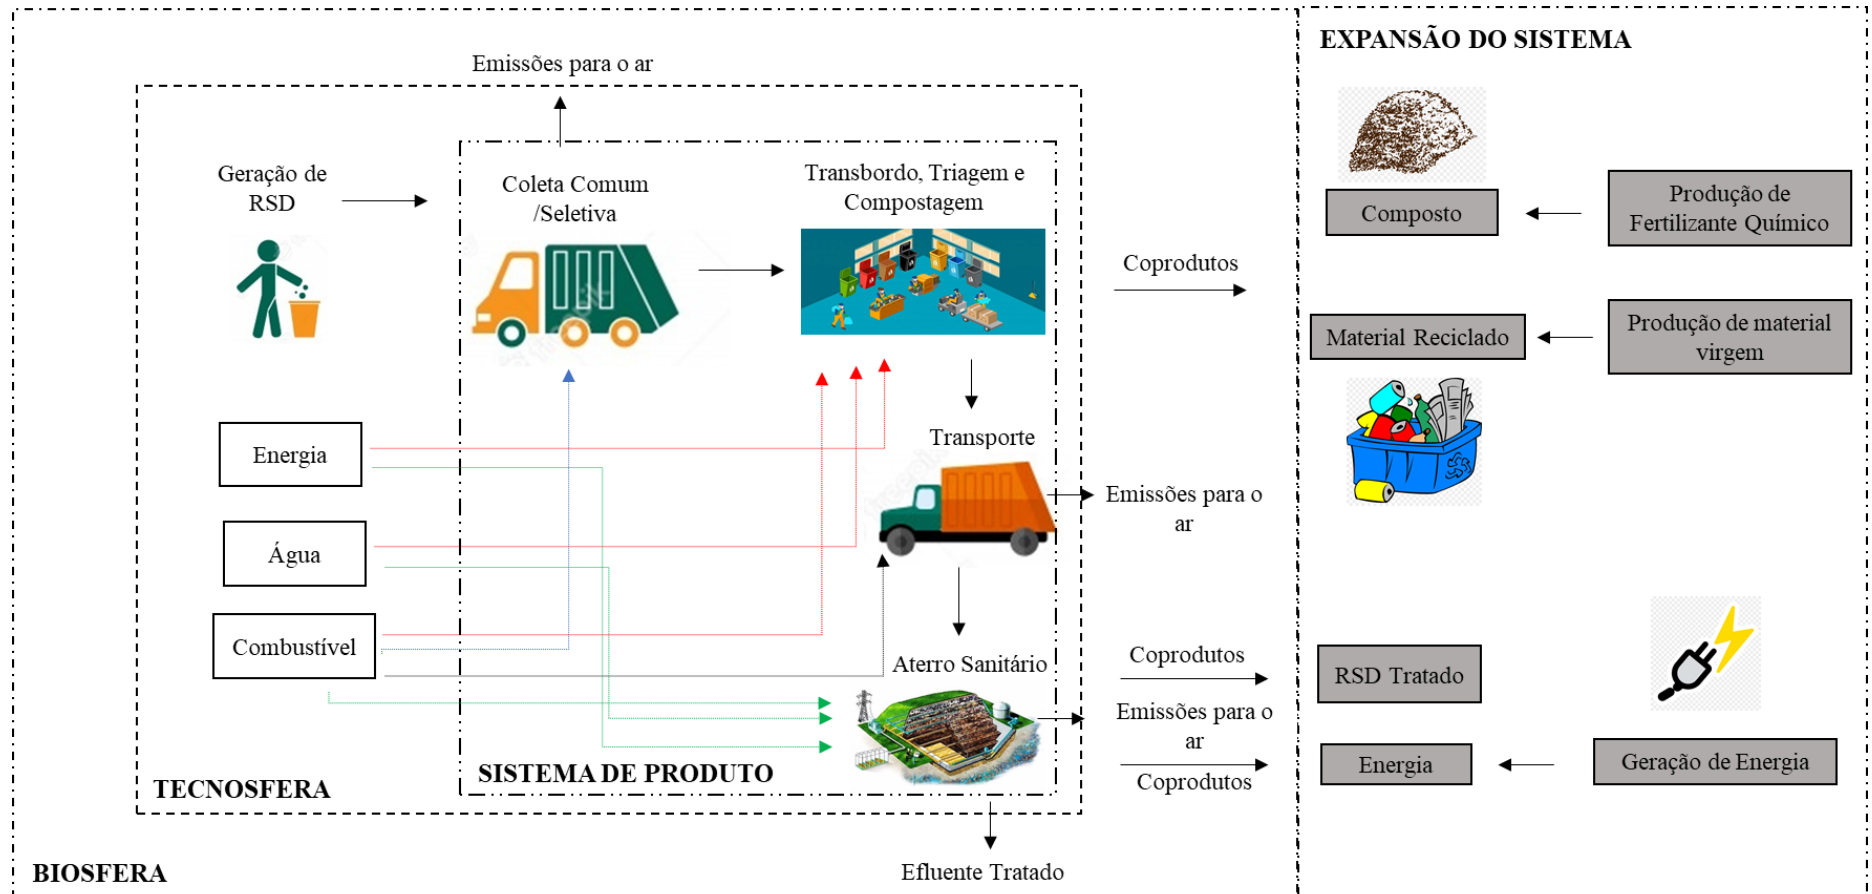 EXPANSÃO DO SISTEMA
Emissões para o ar
Geração de
RSD
Coleta Comum
/Seletiva
Transbordo, Triagem e
Compostagem
Coprodutos
Composto
Produção de
Fertilizante Químico
Material Reciclado
Produção de material
virgem
Energia
Água
Combustível
Transporte
Emissões para o
ar
Aterro Sanitário
Coprodutos
Emissões para o
ar
Coprodutos
RSD Tratado
Energia
Geração de Energia
SISTEMA DE PRODUTO
TECNOSFERA
Efluente Tratado
BIOSFERA